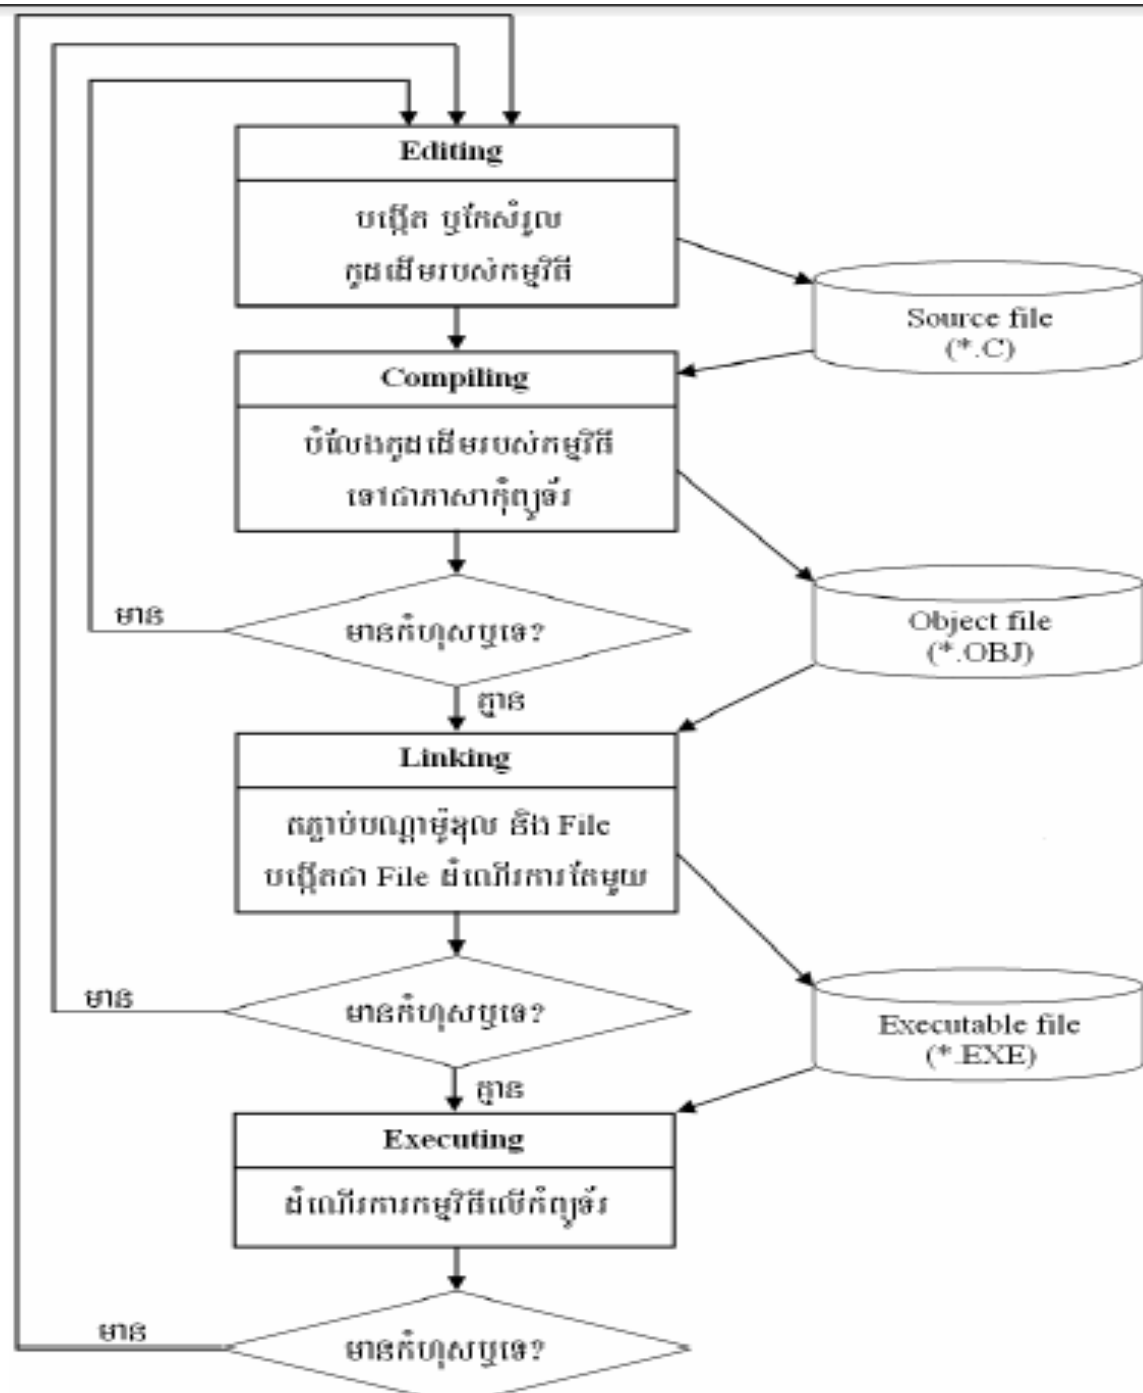 Editing
បង្កើត ឬកែសំរួល
កូដដើមរបស់កម្មវិធី
Source file
(*.C)
Compiling
បំលែងកូដដើមរបស់កម្មវិធី
ទៅជាភាសាកុំព្យូទ័រ
មាន
មានកំហុសឬទេ?
Object file
(*.OBJ)
គ្មាន
Linking
តភ្ជាប់បណ្តាម៉ូឌុល និង File
បង្កើតជា File ដំណើរការតែមួយ
មាន
មានកំហុសឬទេ?
Executable file
(*.EXE)
គ្មាន
Executing
ដំណើរការកម្មវិធីលើកំព្យូទ័រ
មាន
មានកំហុសឬទេ?